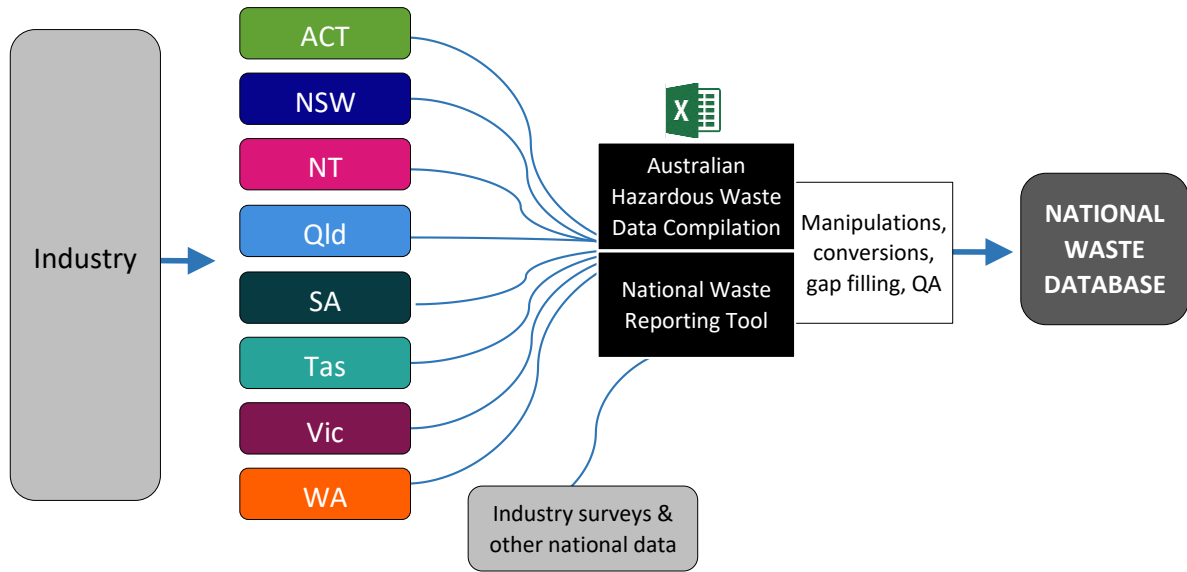 Industry
ACT
NSW
NT
Qld
SA
Tas
Vic
WA
X
Australian
Hazardous Waste
Data Compilation
National Waste
Reporting Tool
Industry surveys &
other national data
Manipulations,
conversions,
gap filling, QA
NATIONAL
WASTE
DATABASE